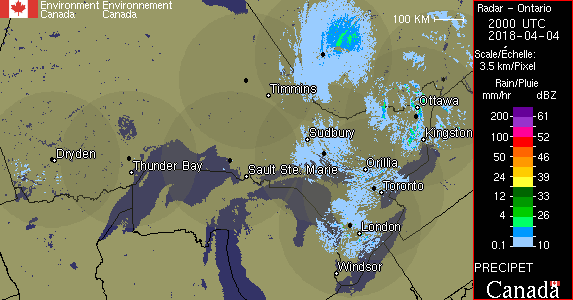 Environment Environnement
Canada Canada
100 KM
Timmins
Ottawa
Sudbury
Kingston
Dryden
Thunder Bay
Sault Ste. Marie
Orillia
Toronto
London
Windsor
Radar - Ontario
2000 UTC
2018-04-04
Scale/Échelle:
3.5 km/Pixel
Rain/Pluie
mm/hr dBZ
200 61
100 56
100 52
50 46
24 39
12 33
4 26
0.1 10
PRECIPET
Canada